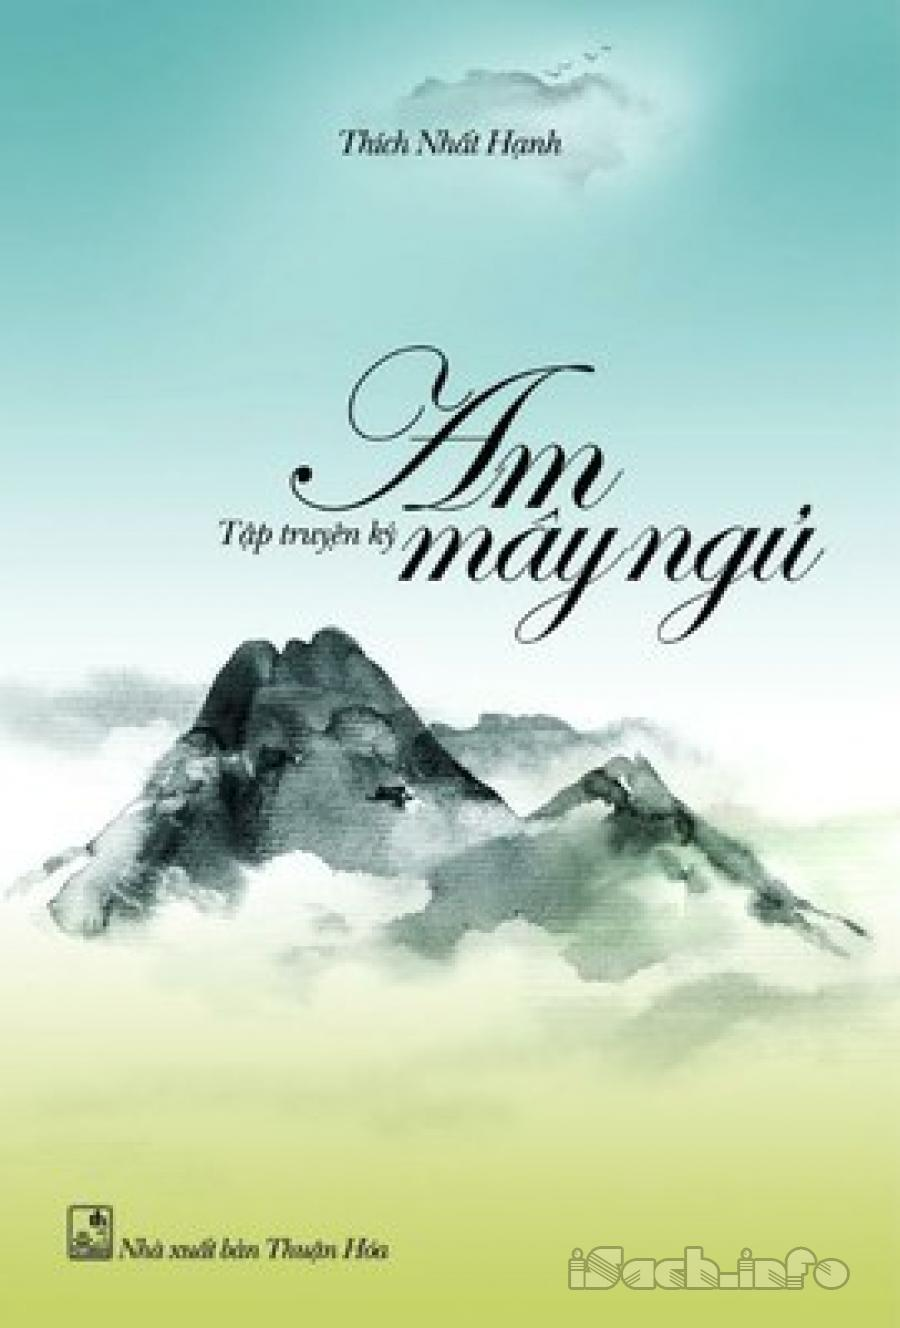 Thích Nhất Hạnh
Am
Tập truyện ký
mây ngủ
Nhà xuất bản Thuận Hóa
iSach.info